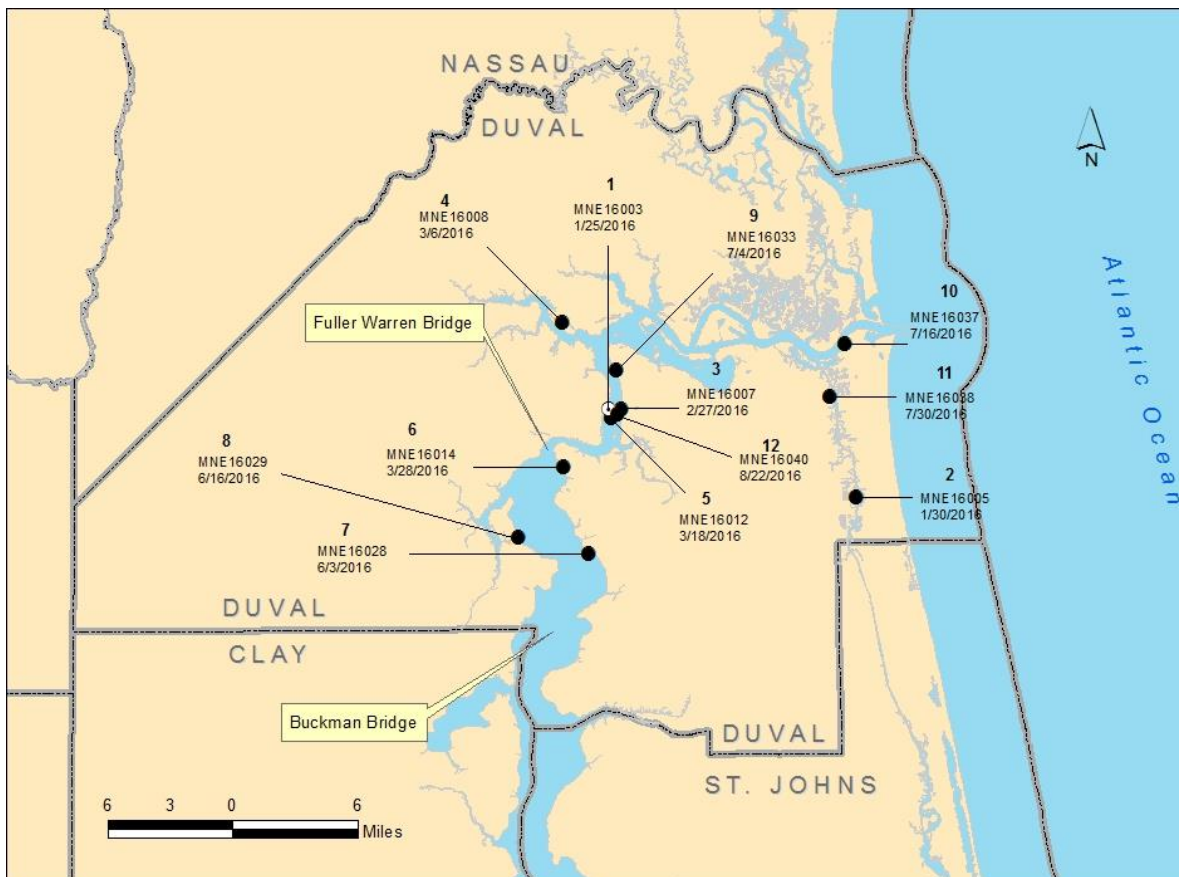 NASSAU
DUVAL
N
1
MNE16003
1/25/2016
4
MNE16008
3/6/2016
9
MNE16033
7/4/2016
Fuller Warren Bridge
10
MNE16037
7/16/2016
3
MNE16007
2/27/2016
11
MNE16038
7/30/2016
8
MNE16029
6/16/2016
6
MNE16014
3/28/2016
12
MNE16040
8/22/2016
2
MNE16005
1/30/2016
5
MNE16012
3/18/2016
7
MNE16028
6/3/2016
Atlantic Ocean
DUVAL
CLAY
Buckman Bridge
DUVAL
ST. JOHNS
6 3 0 6
Miles